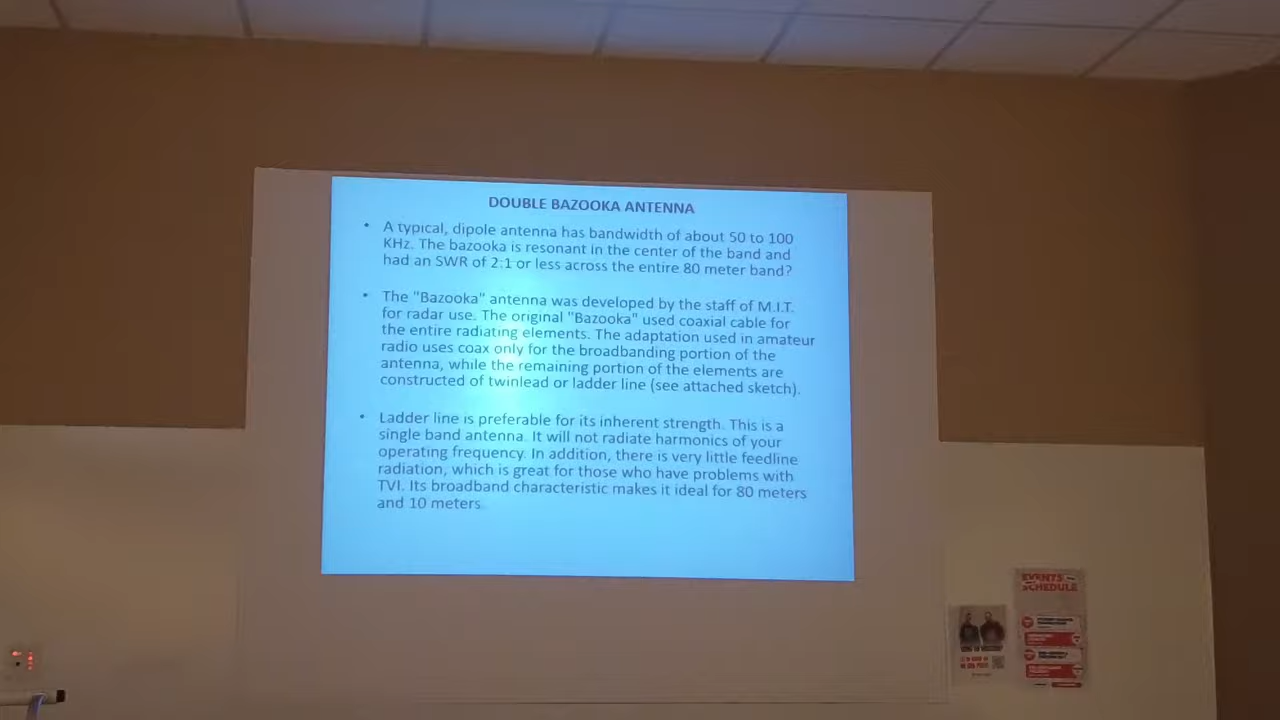 DOUBLE BAZOOKA ANTENNA
• A typical, dipole antenna has bandwidth of about 50 to 100
KHz. The bazooka is resonant in the center of the band and
had an SWR of 2:1 or less across the entire 80 meter band?
• The "Bazooka" antenna was developed by the staff of M.I.T.
for radar use. The original "Bazooka" used coaxial cable for
the entire radiating elements. The adaptation used in amateur
radio uses coax only for the broadbanding portion of the
antenna, while the remaining portion of the elements are
constructed of twinlead or ladder line (see attached sketch).
• Ladder line is preferable for its inherent strength. This is a
single band antenna. It will not radiate harmonics of your
operating frequency. In addition, there is very little feedline
radiation, which is great for those who have problems with
TVI. Its broadband characteristic makes it ideal for 80 meters
and 10 meters.
EVENTS
SCHEDULE